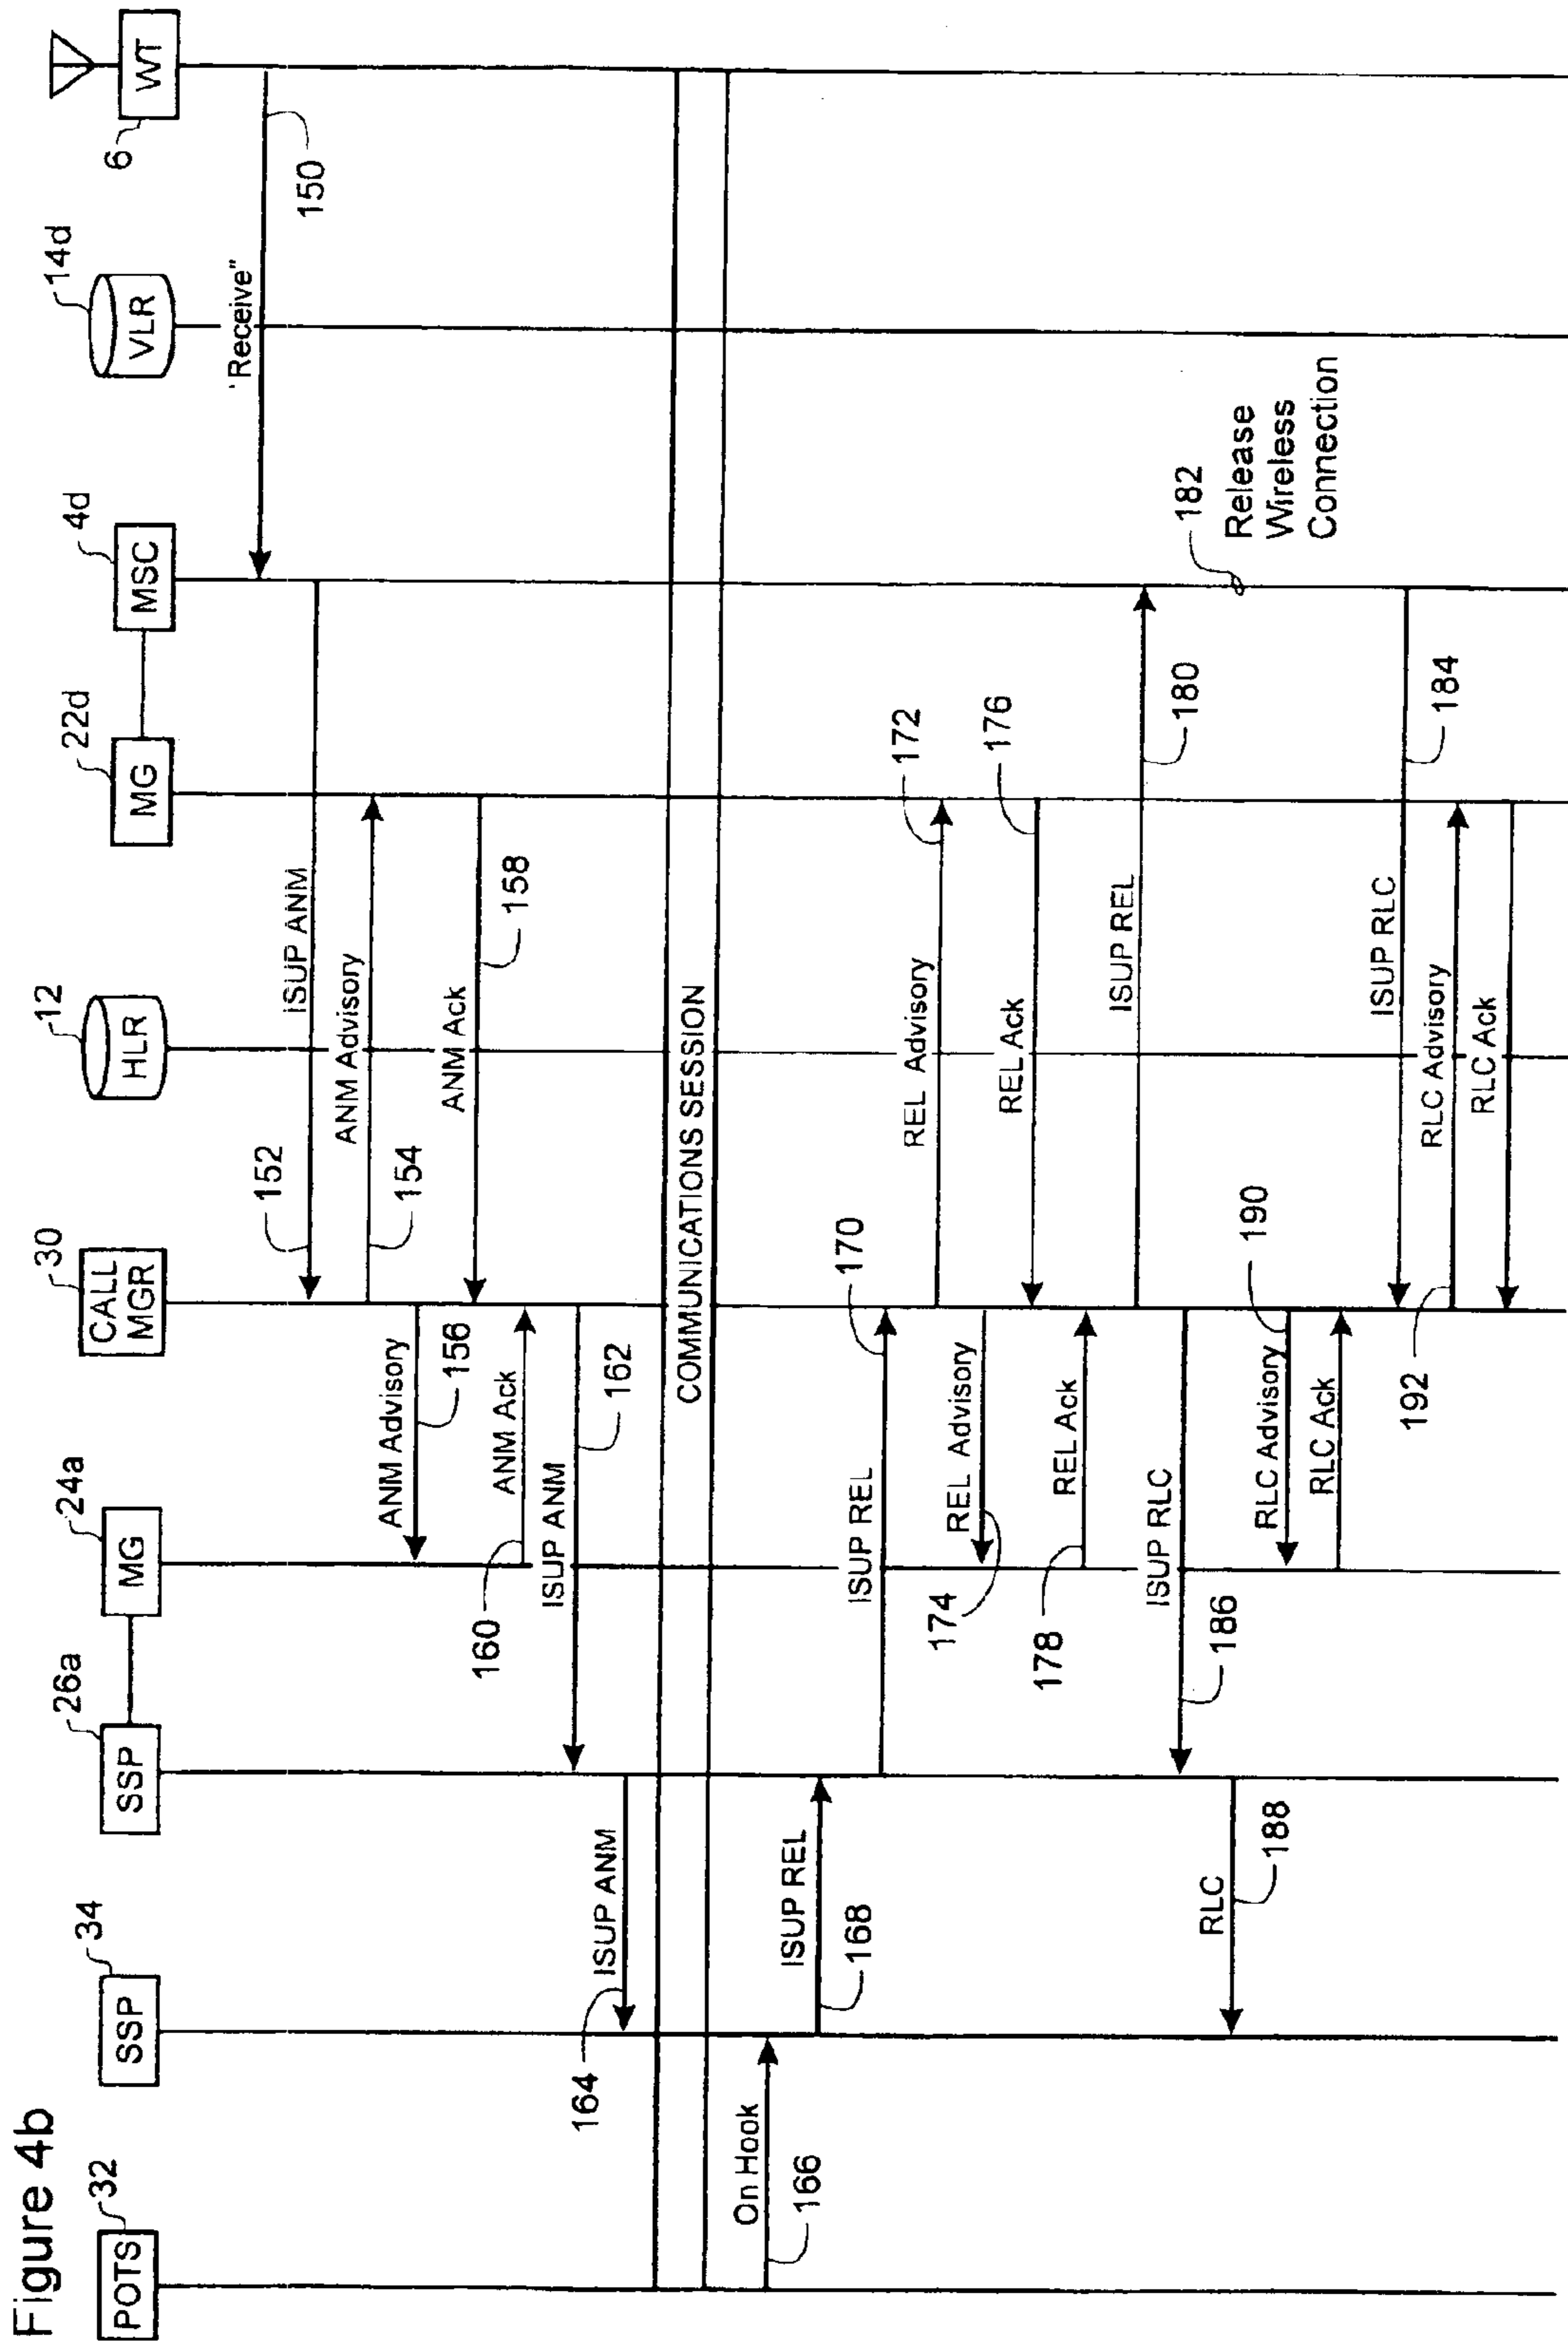 Figure 4b
32
34
26a
24a
30
12
22d
4d
14d
6
POTS
SSP
SSP
MG
CALL
MGR
HLR
MG
MSC
VLR
WT
"Receive"
150
ISUP ANM
152
ANM Advisory
154
ANM Advisory
156
ANM Ack
158
ANM Ack
160
ISUP ANM
162
ISUP ANM
164
COMMUNICATIONS SESSION
On Hook
166
ISUP REL
168
ISUP REL
170
REL Advisory
172
REL Advisory
174
REL Ack
176
REL Ack
178
ISUP REL
180
ISUP RLC
186
182
Release
Wireless
Connection
RLC
188
RLC Advisory
190
RLC Ack
ISUP RLC
184
RLC Advisory
192
RLC Ack